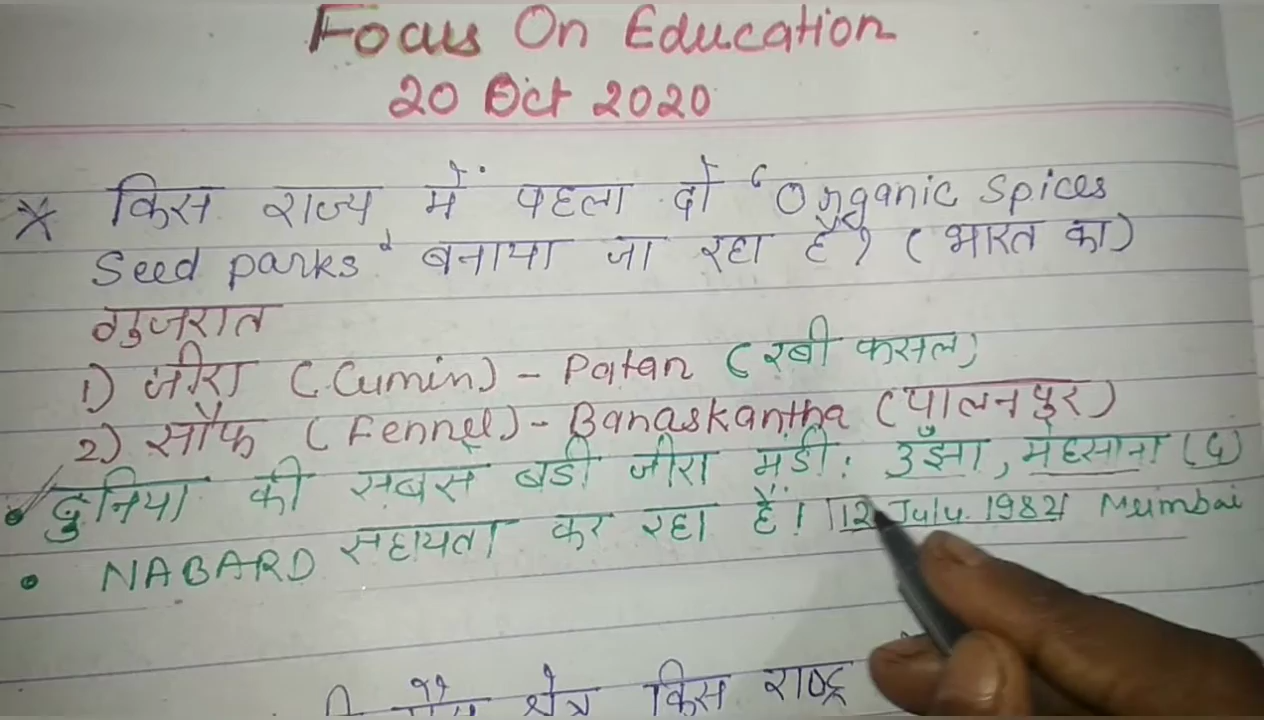 Focus On Education
20 Oct 2020
* किस राज्य में पहला दो 'Organic Spices
Seed parks' बनाया जा रहा है? (भारत का)
गुजरात
1) जीरा (Cumin) - Patan (रबी फसल)
2) सौंफ (Fennel) - Banaskantha (पालनपुर)
• दुनिया की सबसे बड़ी जीरा मंडी: उँझा, मेहसाना (G)
• NABARD सहायता कर रहा है। 12 July 1982 Mumbai
क्षेत्र किस राष्ट्र